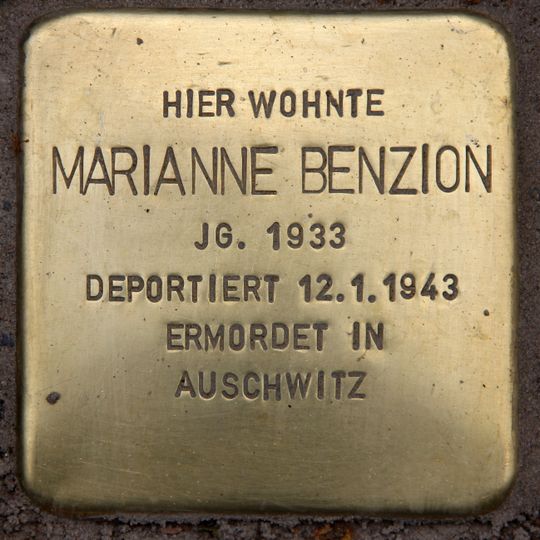 HIER WOHNTE
MARIANNE BENZION
JG. 1933
DEPORTIERT 12.1.1943
ERMORDET IN
AUSCHWITZ